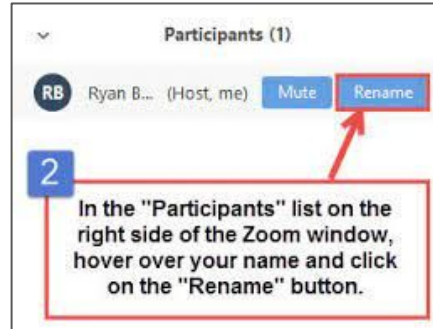 Participants (1)
RB Ryan B... (Host, me) Mute Rename
2
In the "Participants" list on the
right side of the Zoom window,
hover over your name and click
on the "Rename" button.